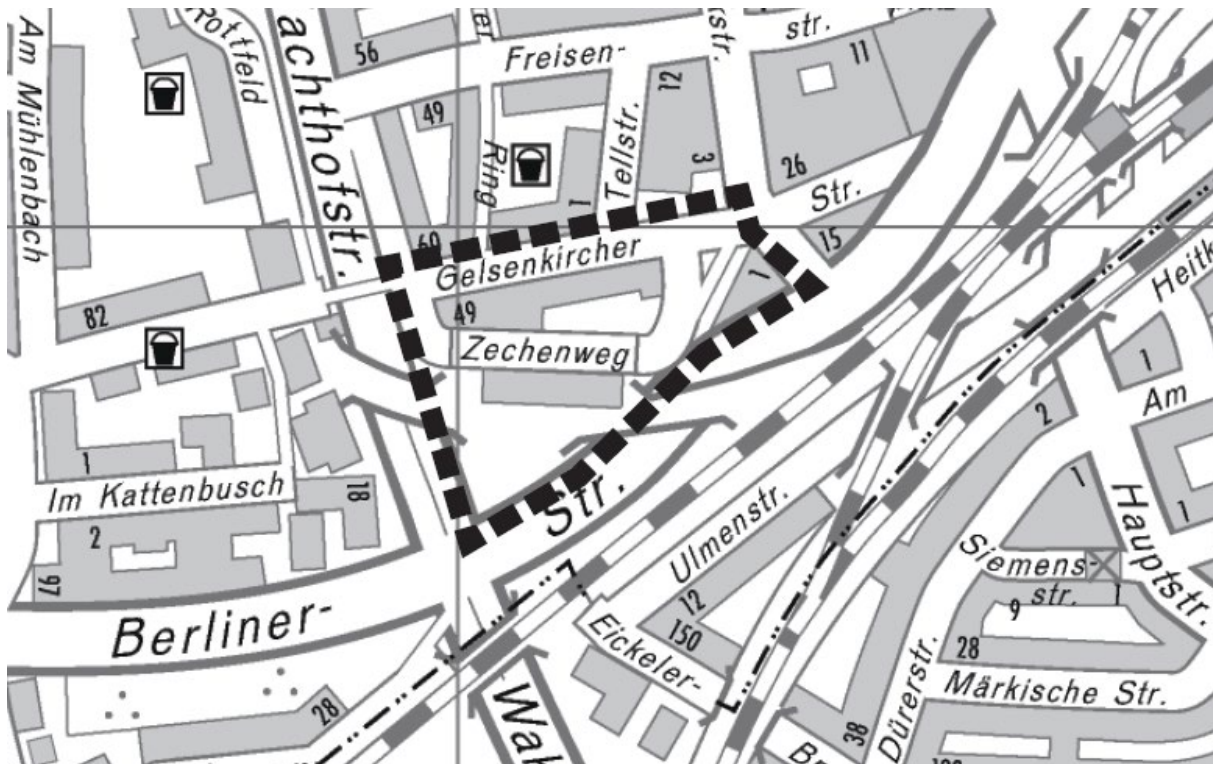 Am Mühlenbach
Rottfeld
achthofstr.
56
49
Freisen-
str.
Ring
Tellstr.
12
3
11
26
Str.
15
1
60
Gelsenkircher
49
1
Zechenweg
82
1
Im Kattenbusch
2
18
97
Berliner-
Str.
28
Ulmenstr.
12
150
Eickeler-
Heitk
1
Am
2
1
1
Hauptstr.
Siemens-
str.
1
9
28
Märkische Str.
Dürerstr.
38